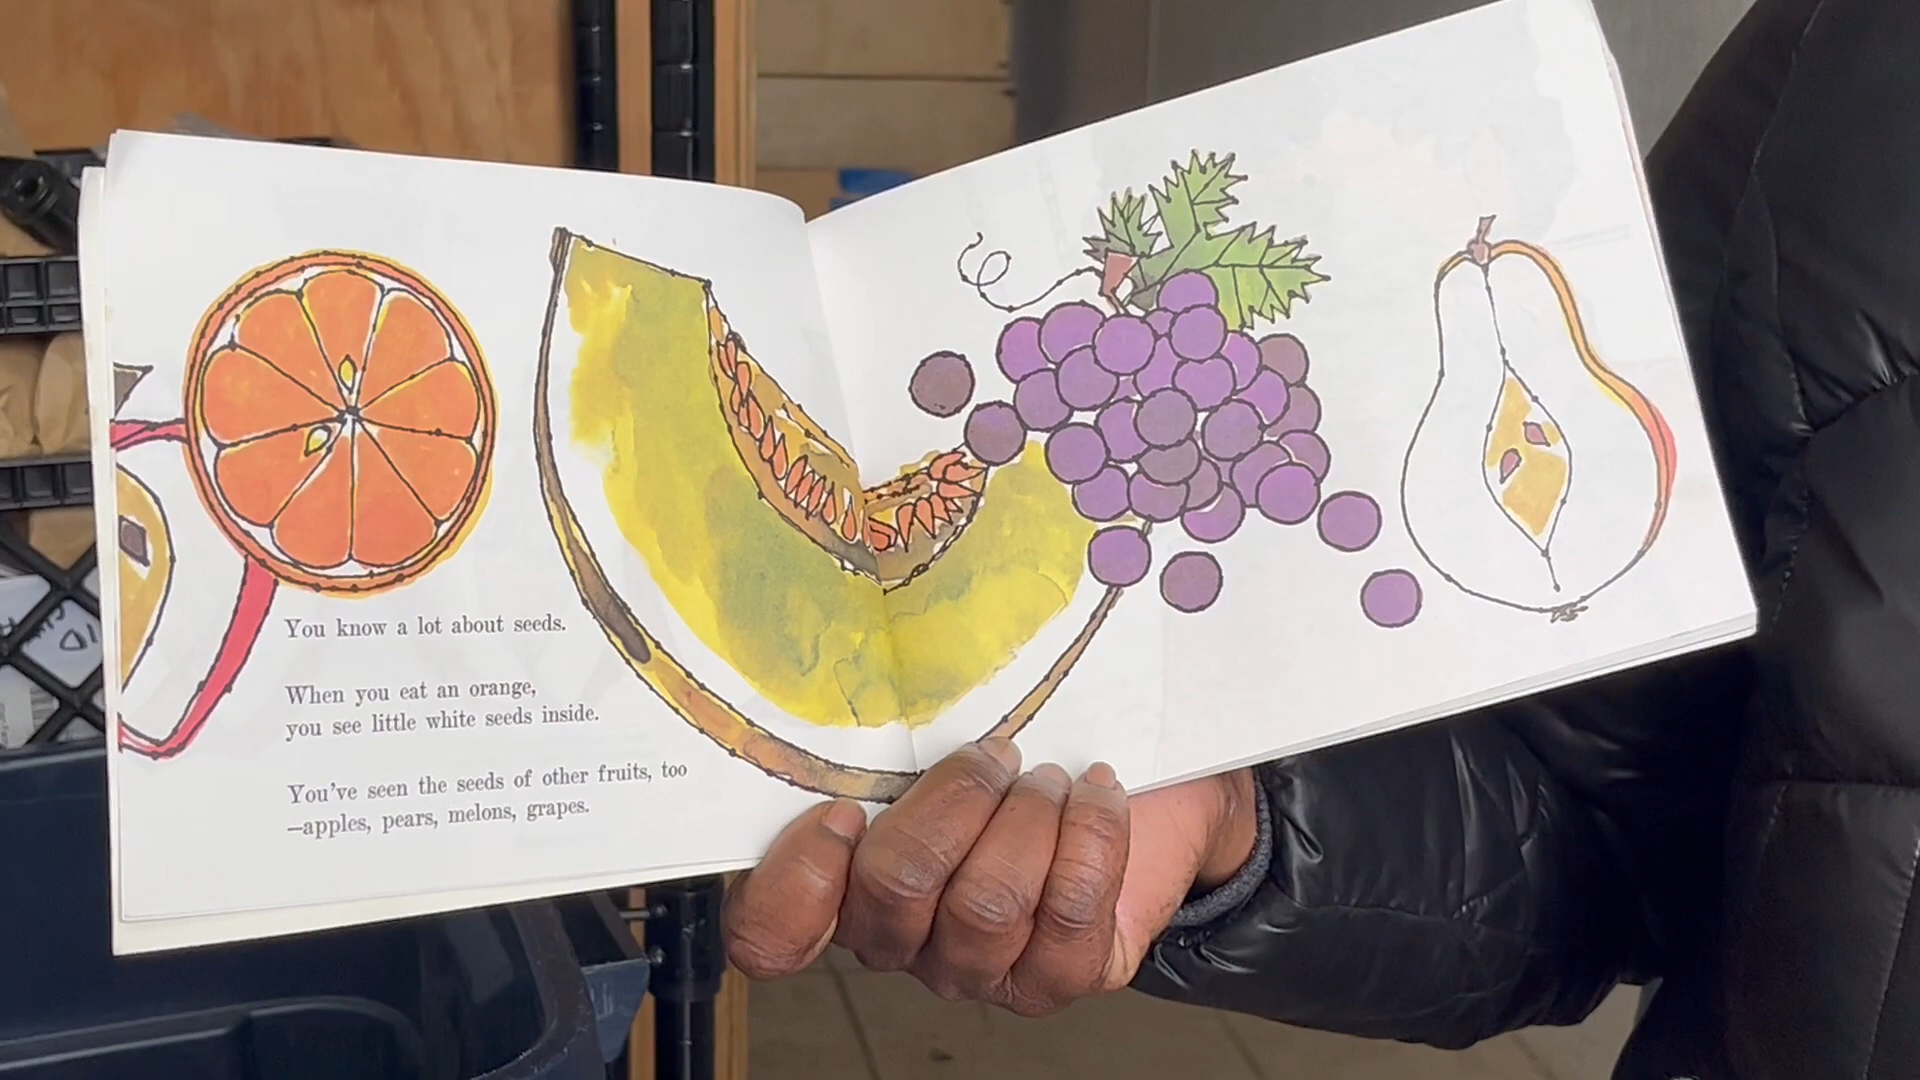 You know a lot about seeds.
When you eat an orange,
you see little white seeds inside.
You've seen the seeds of other fruits, too
—apples, pears, melons, grapes.